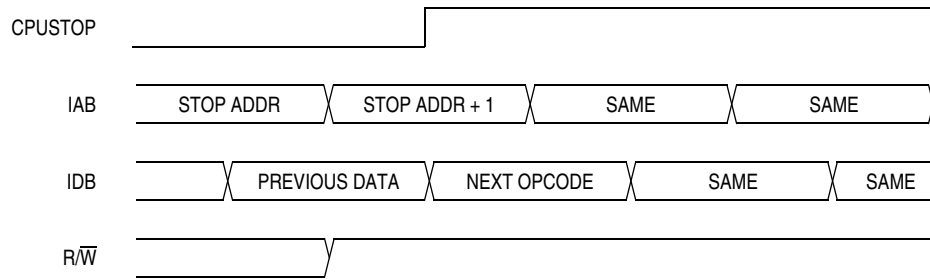 CPUSTOP
IAB STOP ADDR STOP ADDR + 1 SAME SAME
IDB PREVIOUS DATA NEXT OPCODE SAME SAME
R/W̅